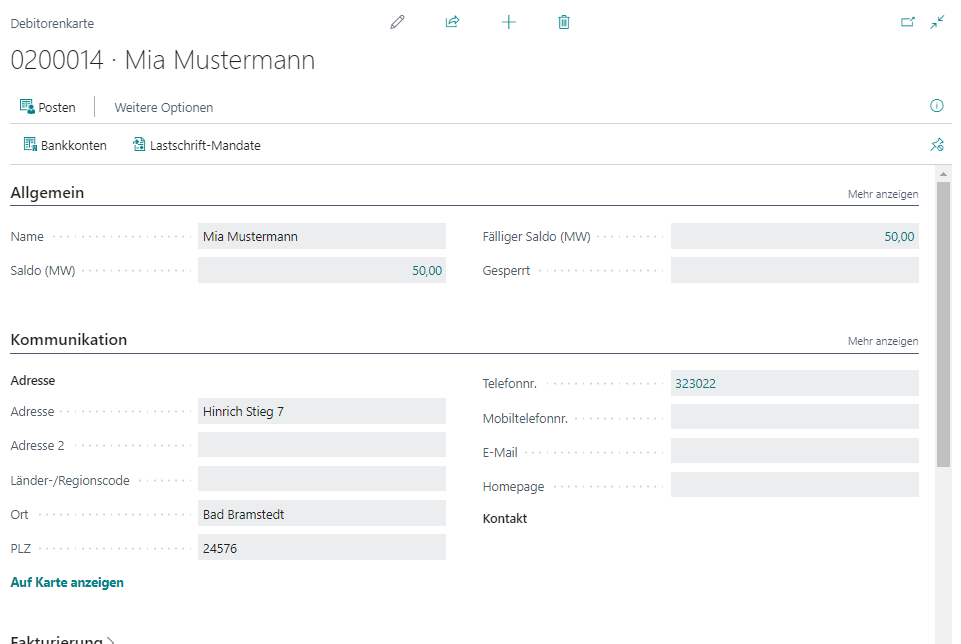 Debitorenkarte
0200014 · Mia Mustermann
Posten
Weitere Optionen
Bankkonten
Lastschrift-Mandate
Allgemein
Mehr anzeigen
Name
Mia Mustermann
Saldo (MW)
50,00
Fälliger Saldo (MW)
50,00
Gesperrt
Kommunikation
Mehr anzeigen
Adresse
Adresse
Hinrich Stieg 7
Adresse 2
Länder-/Regionscode
Ort
Bad Bramstedt
PLZ
24576
Auf Karte anzeigen
Telefonnr.
323022
Mobiltelefonnr.
E-Mail
Homepage
Kontakt
Fakturierung